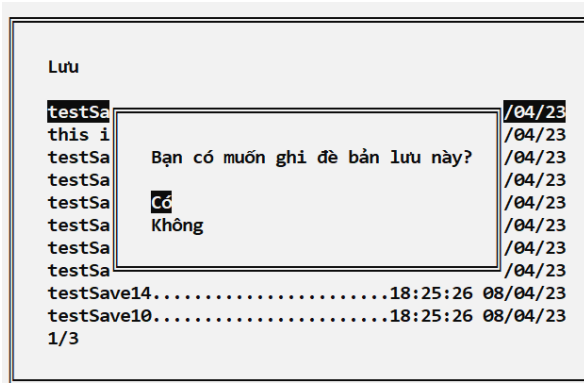 Lưu
testSa /04/23
this i /04/23
Bạn có muốn ghi đè bản lưu này?
testSa /04/23
testSa /04/23
Có
testSa /04/23
Không
testSa /04/23
testSa /04/23
testSa /04/23
testSave14.......................18:25:26 08/04/23
testSave10.......................18:25:26 08/04/23
1/3